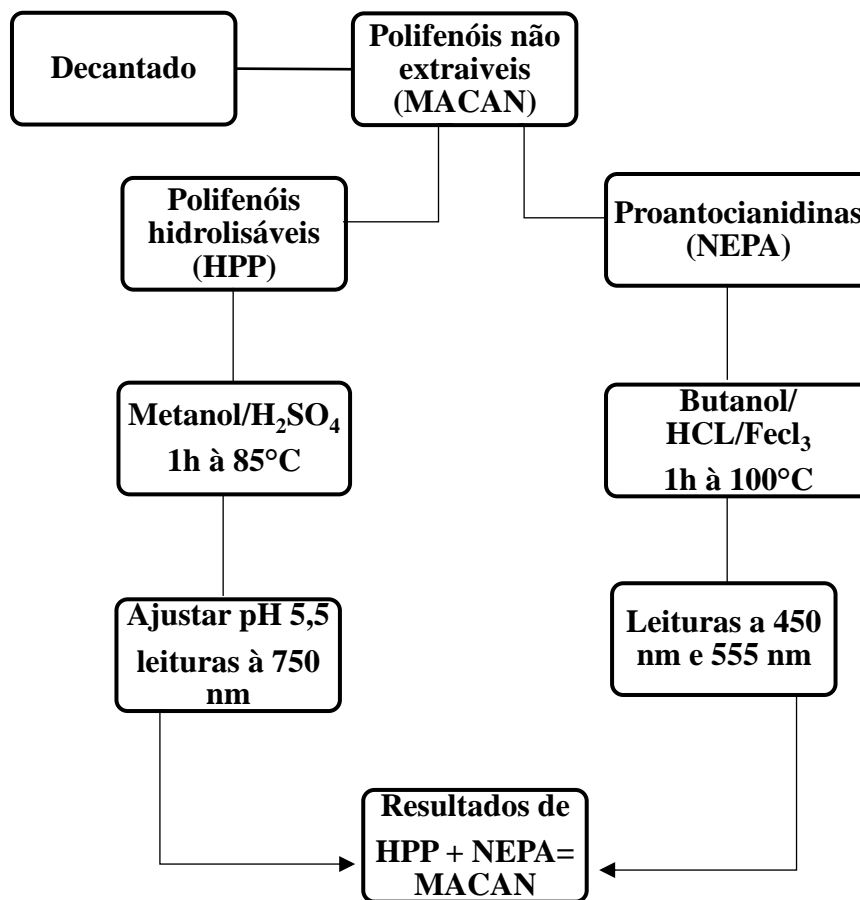 Decantado
Polifenóis não
extraiveis
(MACAN)
Polifenóis
hidrolisáveis
(HPP)
Proantocianidinas
(NEPA)
Metanol/H₂SO₄
1h à 85°C
Butanol/
HCL/Fecl₃
1h à 100°C
Ajustar pH 5,5
leituras à 750
nm
Leituras a 450
nm e 555 nm
Resultados de
HPP + NEPA=
MACAN